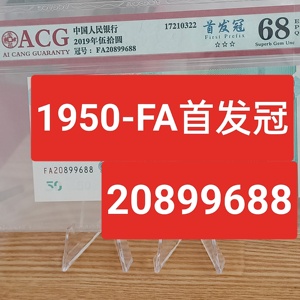 ACG
AI CANG GUARANTY
中国人民银行
2019年伍拾圆
冠号：FA20899688
17210322
首发冠
First Prefix
☆☆☆
68
Superb Gem Unc
1950-FA首发冠
FA20899688
20899688